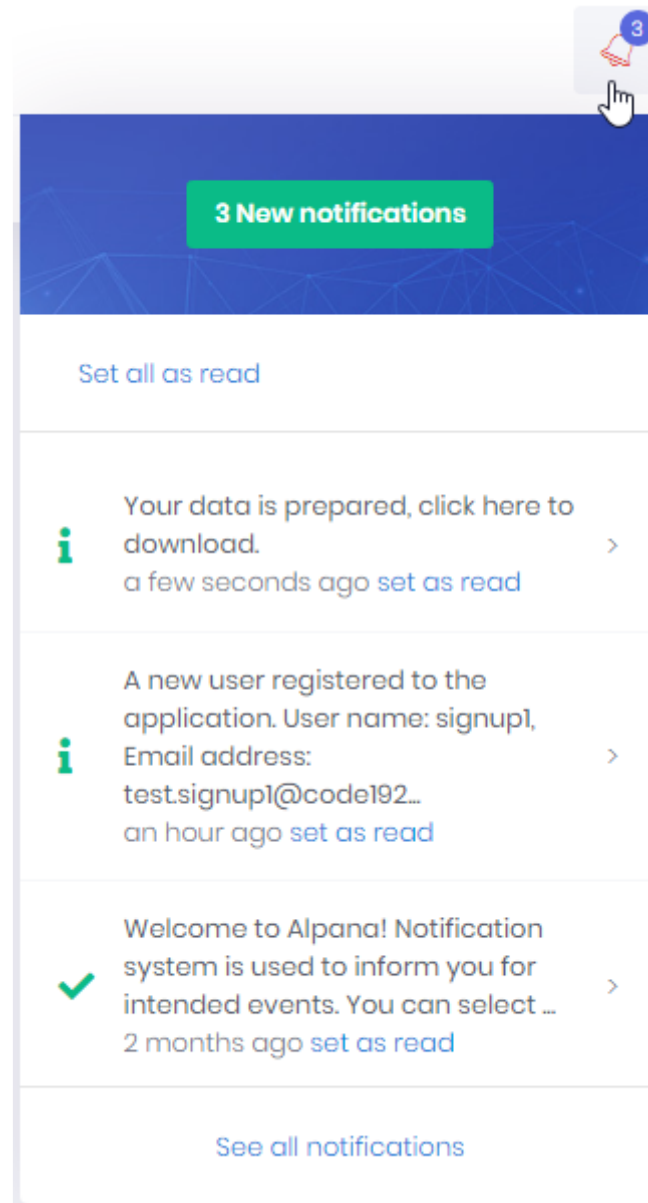 3
3 New notifications
Set all as read
Your data is prepared, click here to
download.
a few seconds ago set as read
A new user registered to the
application. User name: signup1,
Email address:
test.signup1@code192...
an hour ago set as read
Welcome to Alpana! Notification
system is used to inform you for
intended events. You can select ...
2 months ago set as read
See all notifications